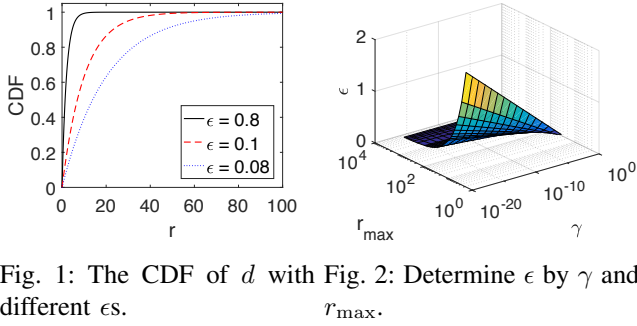 1
0.8
0.6
0.4
0.2
0
CDF
0 20 40 60 80 100
r
ϵ = 0.8
ϵ = 0.1
ϵ = 0.08
2
1
0
ϵ
10^4
10^2
10^0
r_max
10^-20
10^-10
10^0
γ
Fig. 1: The CDF of d with
different ϵs.
Fig. 2: Determine ϵ by γ and
r_max.